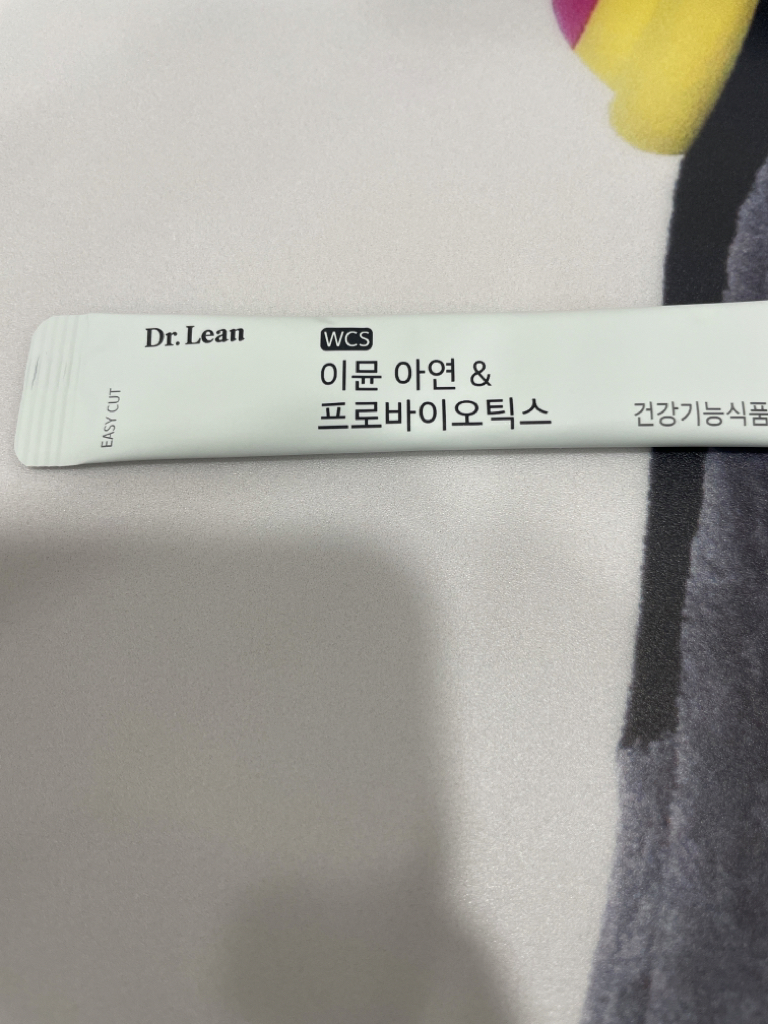 Dr. Lean
WCS
이뮨 아연 &
프로바이오틱스
건강기능식품
EASY CUT